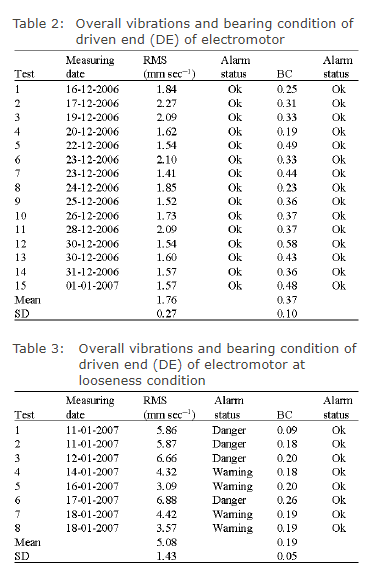 Table 2: Overall vibrations and bearing condition of
driven end (DE) of electromotor
Measuring RMS Alarm Alarm
Test date (mm sec⁻¹) status BC status
1 16-12-2006 1.84 Ok 0.25 Ok
2 17-12-2006 2.27 Ok 0.31 Ok
3 19-12-2006 2.09 Ok 0.33 Ok
4 20-12-2006 1.62 Ok 0.19 Ok
5 22-12-2006 1.54 Ok 0.49 Ok
6 23-12-2006 2.10 Ok 0.33 Ok
7 23-12-2006 1.41 Ok 0.44 Ok
8 24-12-2006 1.85 Ok 0.23 Ok
9 25-12-2006 1.52 Ok 0.36 Ok
10 26-12-2006 1.73 Ok 0.37 Ok
11 28-12-2006 2.09 Ok 0.37 Ok
12 30-12-2006 1.54 Ok 0.58 Ok
13 30-12-2006 1.60 Ok 0.43 Ok
14 31-12-2006 1.57 Ok 0.36 Ok
15 01-01-2007 1.57 Ok 0.48 Ok
Mean 1.76 0.37
SD 0.27 0.10
Table 3: Overall vibrations and bearing condition of
driven end (DE) of electromotor at
looseness condition
Measuring RMS Alarm Alarm
Test date (mm sec⁻¹) status BC status
1 11-01-2007 5.86 Danger 0.09 Ok
2 11-01-2007 5.87 Danger 0.18 Ok
3 12-01-2007 6.66 Danger 0.20 Ok
4 14-01-2007 4.32 Warning 0.18 Ok
5 16-01-2007 3.09 Warning 0.20 Ok
6 17-01-2007 6.88 Danger 0.26 Ok
7 18-01-2007 4.42 Warning 0.19 Ok
8 18-01-2007 3.57 Warning 0.19 Ok
Mean 5.08 0.19
SD 1.43 0.05